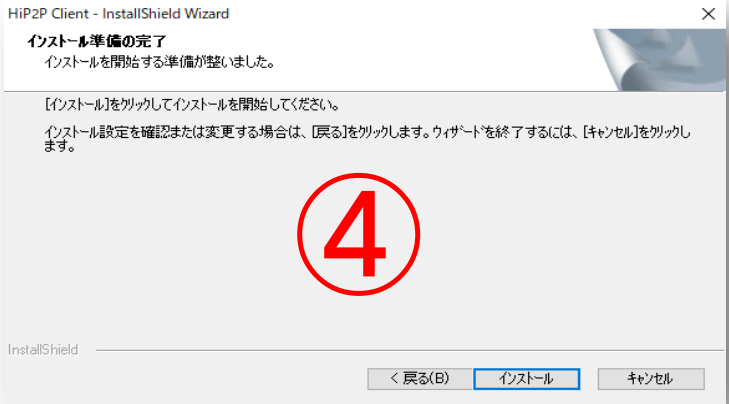 HiP2P Client - InstallShield Wizard
インストール準備の完了
インストールを開始する準備が整いました。
[インストール]をクリックしてインストールを開始してください。
インストール設定を確認または変更する場合は、[戻る]をクリックします。ウィザードを終了するには、[キャンセル]をクリックし
ます。
④
InstallShield
< 戻る(B)
インストール
キャンセル